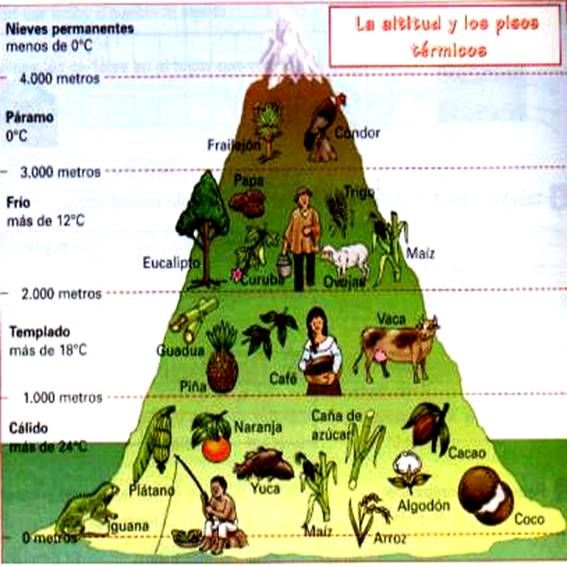 La altitud y los pisos
térmicos
Nieves permanentes
menos de 0°C
4.000 metros
Páramo
0°C
Frailejón
Cóndor
3.000 metros
Frío
más de 12°C
Papa
Trigo
Eucalipto
Curuba
Ovejas
Maíz
2.000 metros
Templado
más de 18°C
Guadua
Piña
Café
Vaca
1.000 metros
Cálido
más de 24°C
Naranja
Caña de
azúcar
Cacao
Plátano
Yuca
Algodón
Iguana
Maíz
Arroz
Coco
0 metros